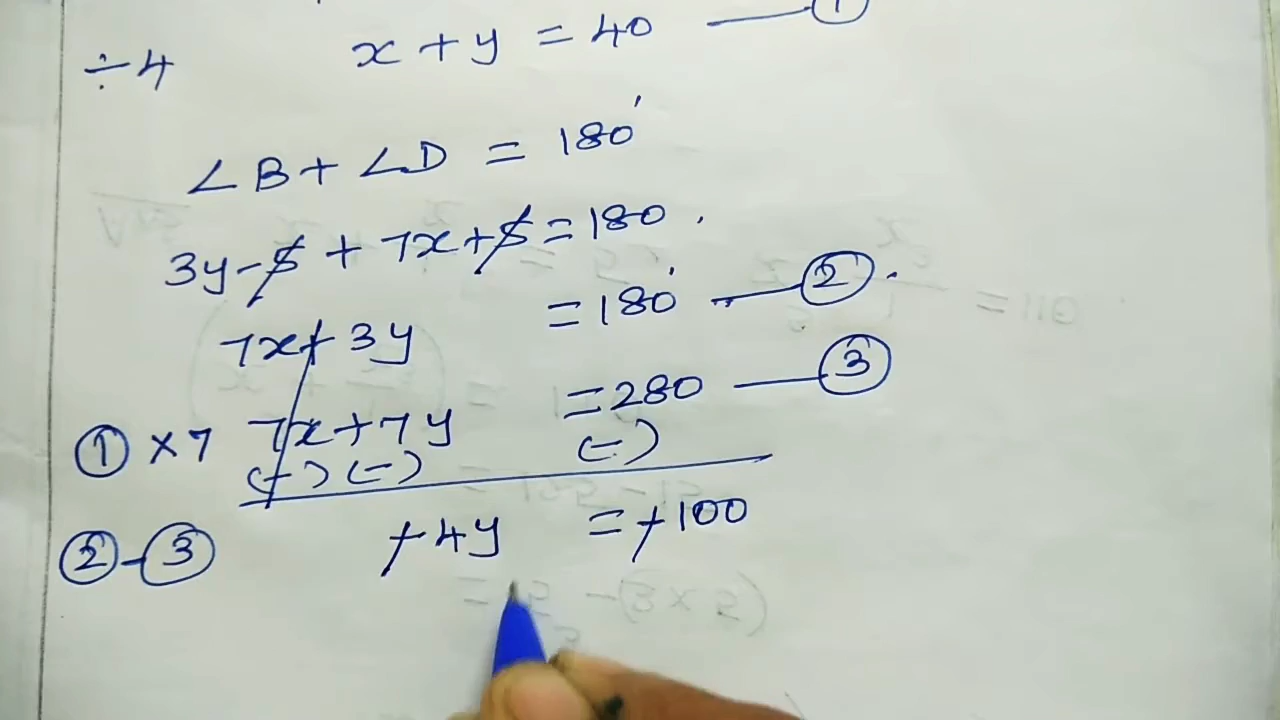 ÷4 x + y = 40 — ①
∠B + ∠D = 180°
3y - 5 + 7x + 5 = 180.
7x + 3y = 180° — ②.
① × 7 7x + 7y = 280 — ③
(-) (-) (-)
② - ③ -4y = -100